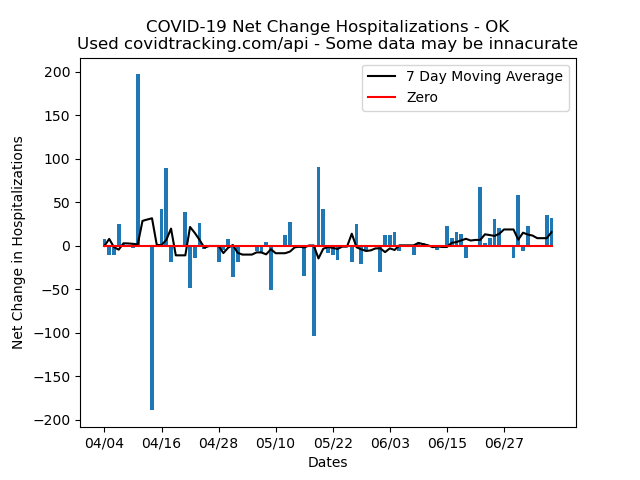 COVID-19 Net Change Hospitalizations - OK
Used covidtracking.com/api - Some data may be innacurate
7 Day Moving Average
Zero
Net Change in Hospitalizations
200
150
100
50
0
−50
−100
−150
−200
04/04 04/16 04/28 05/10 05/22 06/03 06/15 06/27
Dates